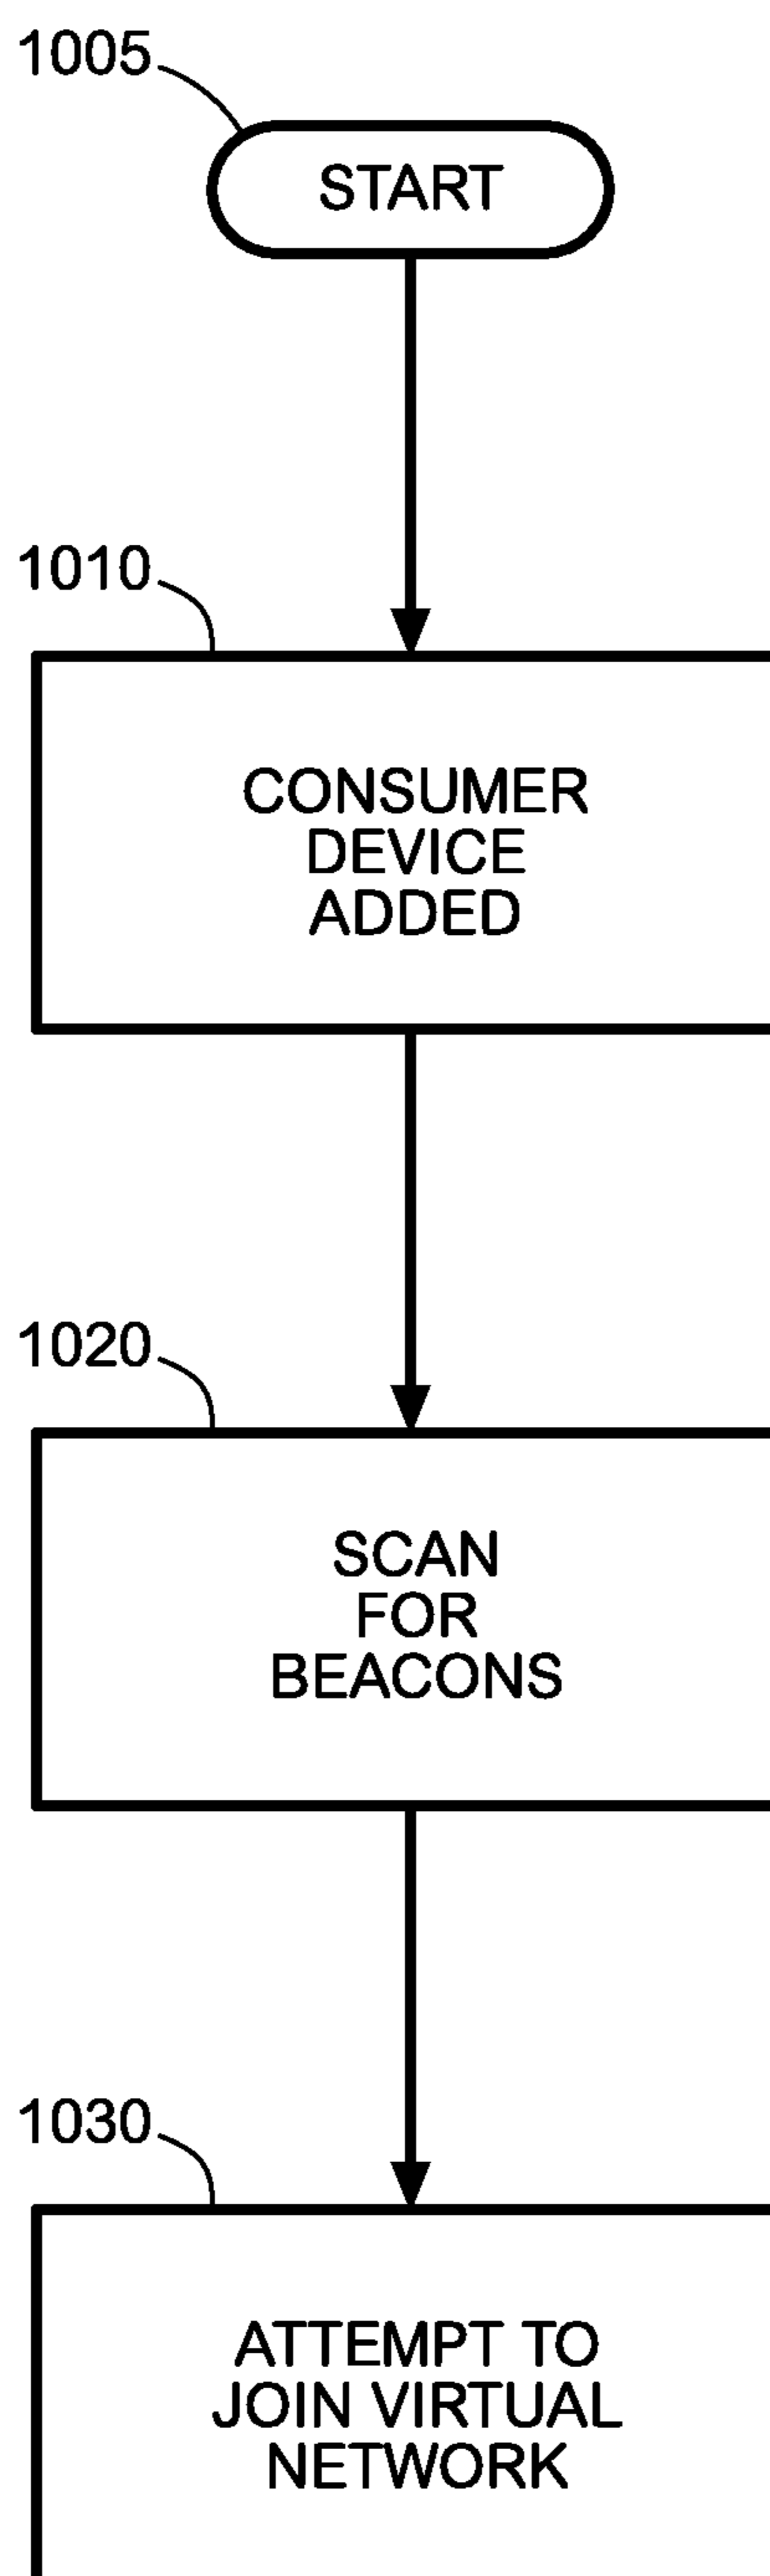 1005
START
1010
CONSUMER
DEVICE
ADDED
1020
SCAN
FOR
BEACONS
1030
ATTEMPT TO
JOIN VIRTUAL
NETWORK